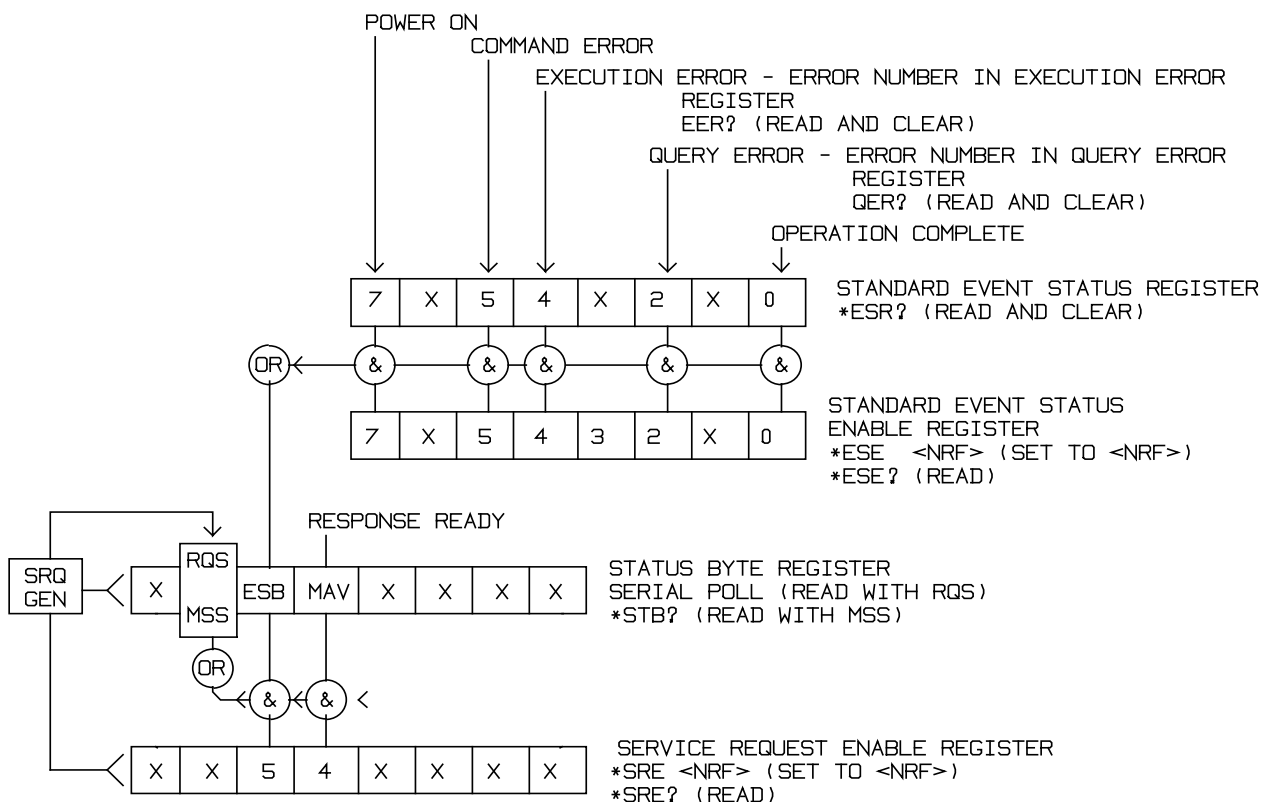 POWER ON
COMMAND ERROR
EXECUTION ERROR - ERROR NUMBER IN EXECUTION ERROR
REGISTER
EER? (READ AND CLEAR)
QUERY ERROR - ERROR NUMBER IN QUERY ERROR
REGISTER
QER? (READ AND CLEAR)
OPERATION COMPLETE
7 X 5 4 X 2 X 0
STANDARD EVENT STATUS REGISTER
*ESR? (READ AND CLEAR)
OR & & & & &
7 X 5 4 3 2 X 0
STANDARD EVENT STATUS
ENABLE REGISTER
*ESE <NRF> (SET TO <NRF>)
*ESE? (READ)
RESPONSE READY
SRQ
GEN
X RQS MSS ESB MAV X X X X
STATUS BYTE REGISTER
SERIAL POLL (READ WITH RQS)
*STB? (READ WITH MSS)
OR
& &
X X 5 4 X X X X
SERVICE REQUEST ENABLE REGISTER
*SRE <NRF> (SET TO <NRF>)
*SRE? (READ)